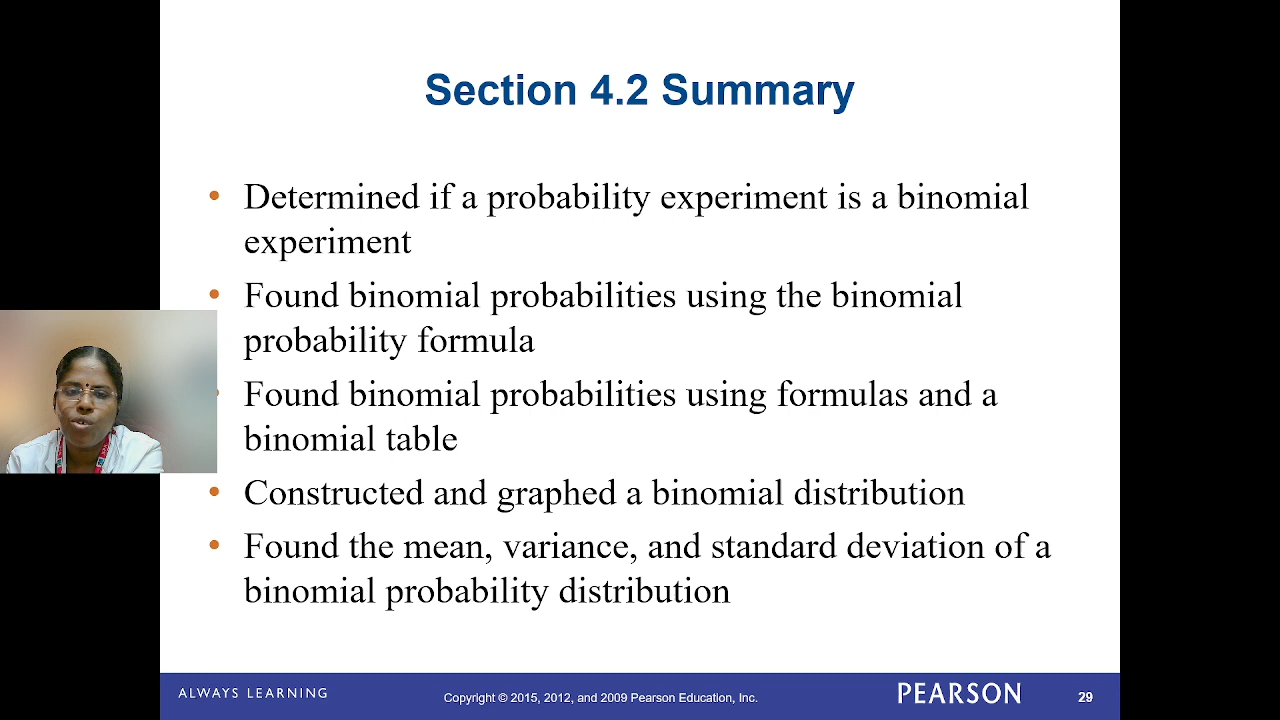 Section 4.2 Summary
• Determined if a probability experiment is a binomial
experiment
• Found binomial probabilities using the binomial
probability formula
• Found binomial probabilities using formulas and a
binomial table
• Constructed and graphed a binomial distribution
• Found the mean, variance, and standard deviation of a
binomial probability distribution
ALWAYS LEARNING
Copyright © 2015, 2012, and 2009 Pearson Education, Inc.
PEARSON
29